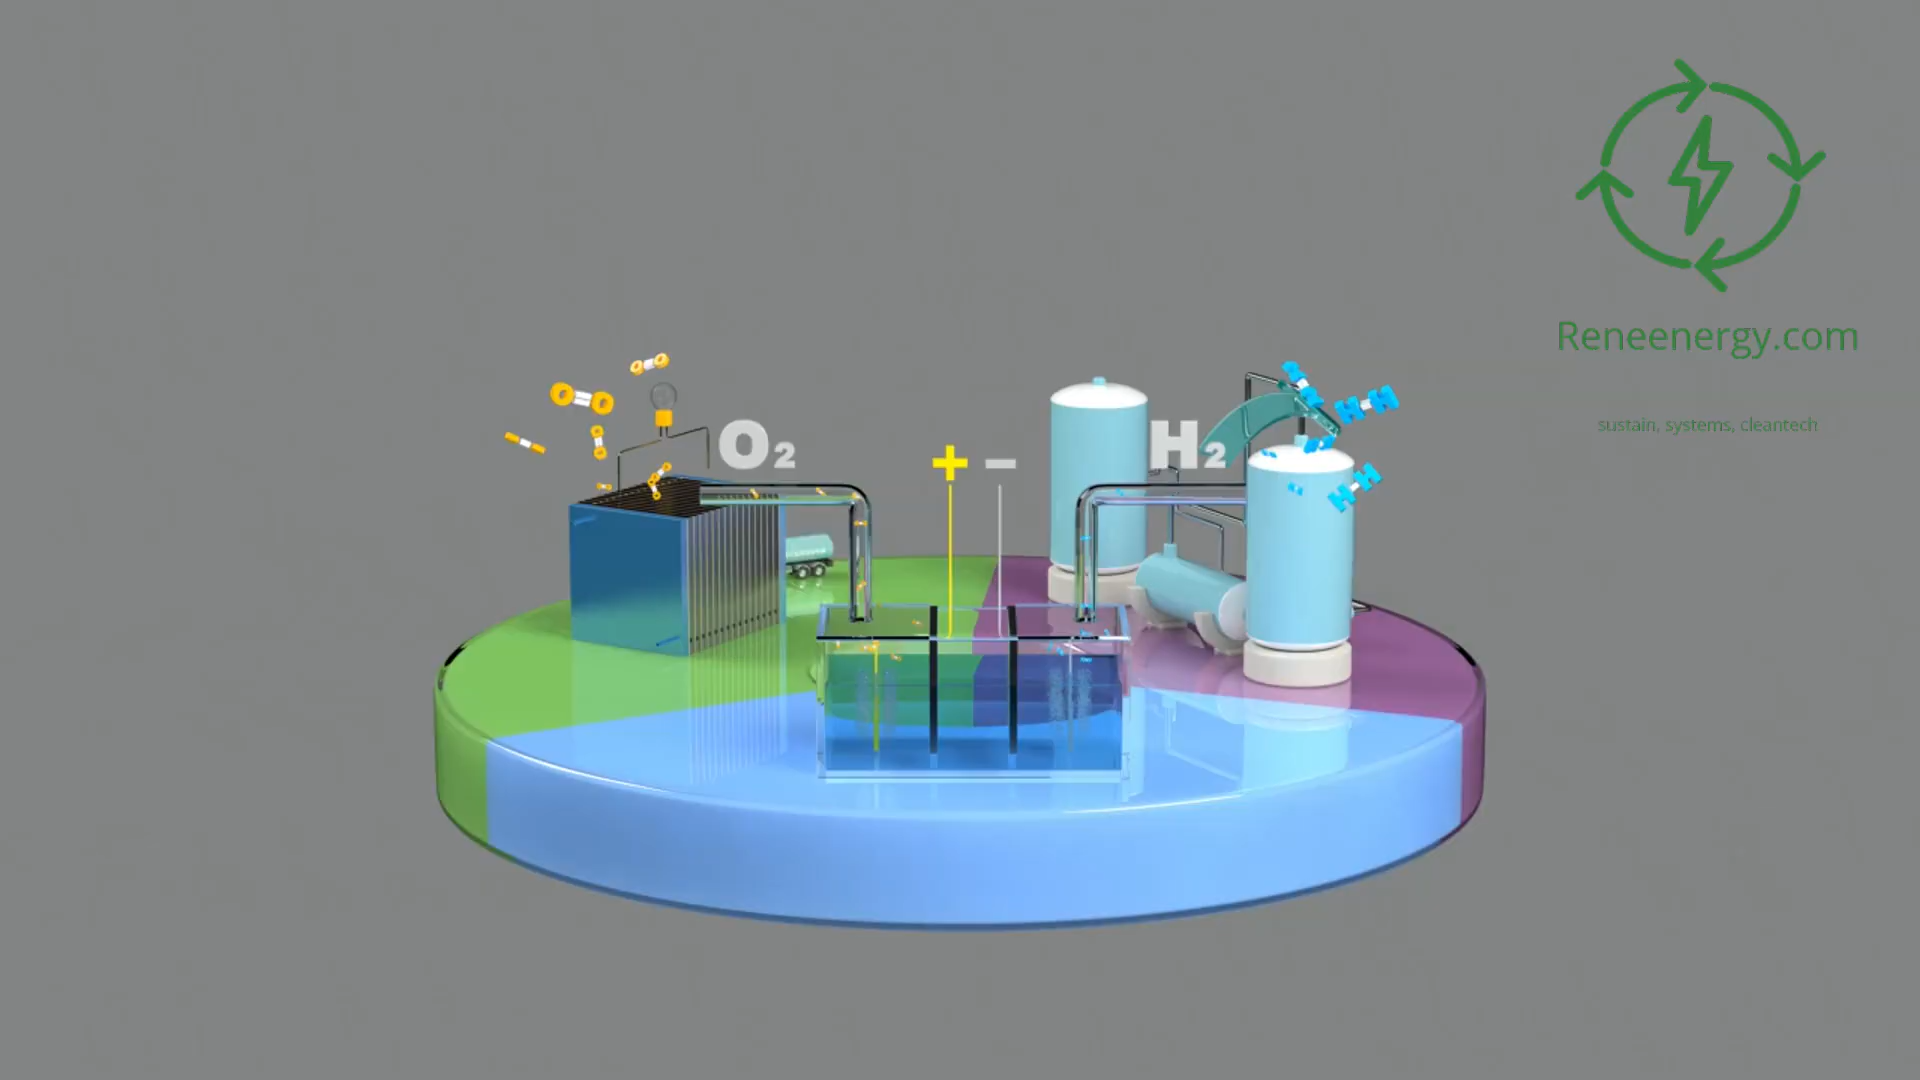 Reneenergy.com
sustain, systems, cleantech
O₂
+ −
H₂